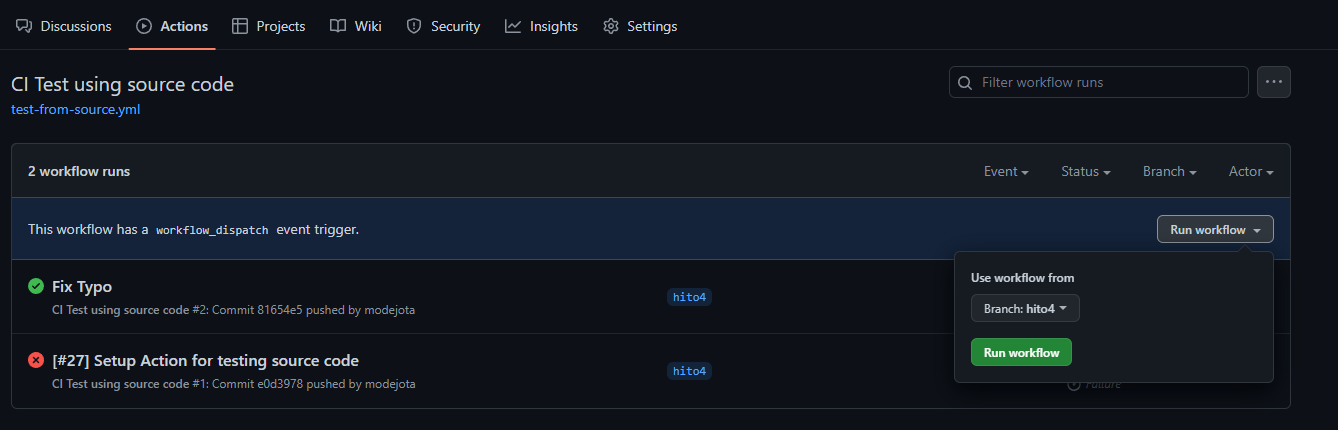 Discussions Actions Projects Wiki Security Insights Settings
CI Test using source code
Filter workflow runs
test-from-source.yml
2 workflow runs
Event Status Branch Actor
This workflow has a workflow_dispatch event trigger.
Run workflow
Use workflow from
Branch: hito4
Run workflow
Fix Typo
CI Test using source code #2: Commit 81654e5 pushed by modejota
hito4
[#27] Setup Action for testing source code
CI Test using source code #1: Commit e0d3978 pushed by modejota
hito4